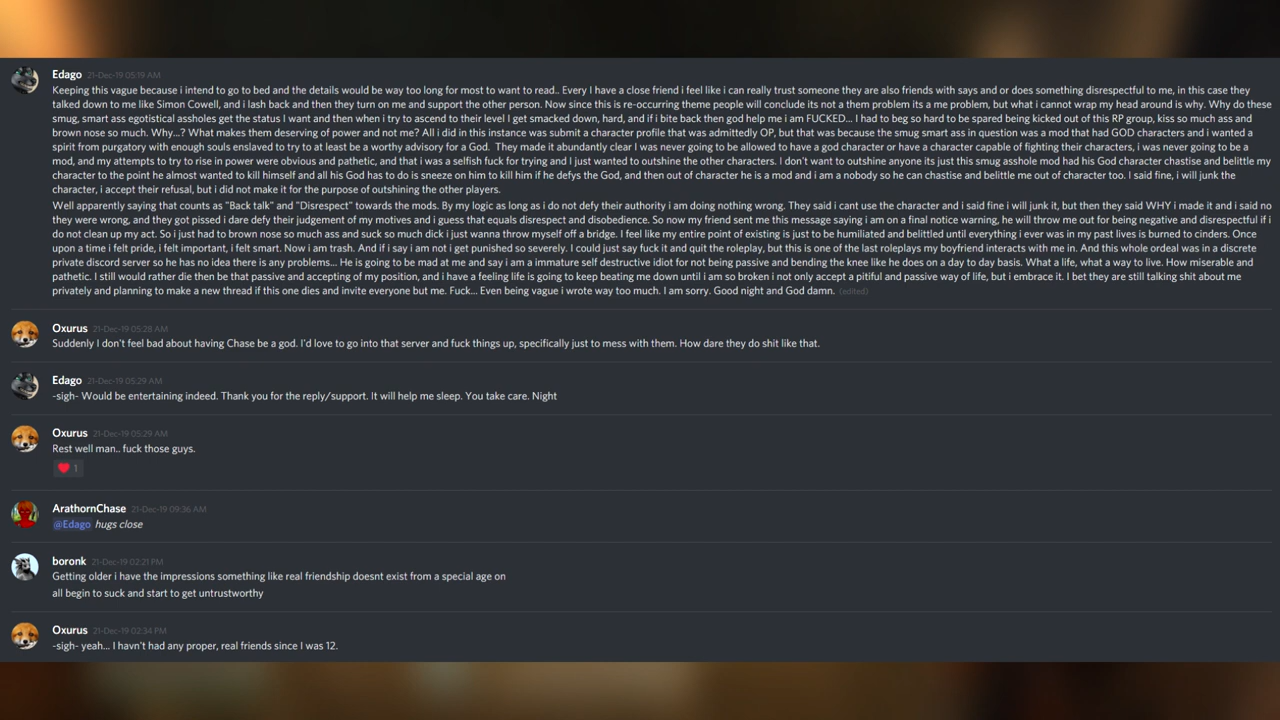 Edago 21-Dec-19 05:19 AM
Keeping this vague because i intend to go to bed and the details would be way too long for most to want to read.. Every I have a close friend i feel like i can really trust someone they are also friends with says and or does something disrespectful to me, in this case they
talked down to me like Simon Cowell, and i lash back and then they turn on me and support the other person. Now since this is re-occurring theme people will conclude its not a them problem its a me problem, but what i cannot wrap my head around is why. Why do these
smug, smart ass egotistical assholes get the status I want and then when i try to ascend to their level I get smacked down, hard, and if i bite back then god help me i am FUCKED... I had to beg so hard to be spared being kicked out of this RP group, kiss so much ass and
brown nose so much. Why...? What makes them deserving of power and not me? All i did in this instance was submit a character profile that was admittedly OP, but that was because the smug smart ass in question was a mod that had GOD characters and i wanted a
spirit from purgatory with enough souls enslaved to try to at least be a worthy advisory for a God.  They made it abundantly clear I was never going to be allowed to have a god character or have a character capable of fighting their characters, i was never going to be a
mod, and my attempts to try to rise in power were obvious and pathetic, and that i was a selfish fuck for trying and I just wanted to outshine the other characters. I don't want to outshine anyone its just this smug asshole mod had his God character chastise and belittle my
character to the point he almost wanted to kill himself and all his God has to do is sneeze on him to kill him if he defys the God, and then out of character he is a mod and i am a nobody so he can chastise and belittle me out of character too. I said fine, i will junk the
character, i accept their refusal, but i did not make it for the purpose of outshining the other players.
Well apparently saying that counts as "Back talk" and "Disrespect" towards the mods. By my logic as long as i do not defy their authority i am doing nothing wrong. They said i cant use the character and i said fine i will junk it, but then they said WHY i made it and i said no
they were wrong, and they got pissed i dare defy their judgement of my motives and i guess that equals disrespect and disobedience. So now my friend sent me this message saying i am on a final notice warning, he will throw me out for being negative and disrespectful if i
do not clean up my act. So i just had to brown nose so much ass and suck so much dick i just wanna throw myself off a bridge. I feel like my entire point of existing is just to be humiliated and belittled until everything i ever was in my past lives is burned to cinders. Once
upon a time i felt pride, i felt important, i felt smart. Now i am trash. And if i say i am not i get punished so severely. I could just say fuck it and quit the roleplay, but this is one of the last roleplays my boyfriend interacts with me in. And this whole ordeal was in a discrete
private discord server so he has no idea there is any problems... He is going to be mad at me and say i am a immature self destructive idiot for not being passive and bending the knee like he does on a day to day basis. What a life, what a way to live. How miserable and
pathetic. I still would rather die then be that passive and accepting of my position, and i have a feeling life is going to keep beating me down until i am so broken i not only accept a pitiful and passive way of life, but i embrace it. I bet they are still talking shit about me
privately and planning to make a new thread if this one dies and invite everyone but me. Fuck... Even being vague i wrote way too much. I am sorry. Good night and God damn. (edited)
Oxurus 21-Dec-19 05:28 AM
Suddenly I don't feel bad about having Chase be a god. I'd love to go into that server and fuck things up, specifically just to mess with them. How dare they do shit like that.
Edago 21-Dec-19 05:29 AM
-sigh- Would be entertaining indeed. Thank you for the reply/support. It will help me sleep. You take care. Night
Oxurus 21-Dec-19 05:29 AM
Rest well man.. fuck those guys.
1
ArathornChase 21-Dec-19 09:36 AM
@Edago hugs close
boronk 21-Dec-19 02:21 PM
Getting older i have the impressions something like real friendship doesnt exist from a special age on
all begin to suck and start to get untrustworthy
Oxurus 21-Dec-19 02:34 PM
-sigh- yeah... I havn't had any proper, real friends since I was 12.